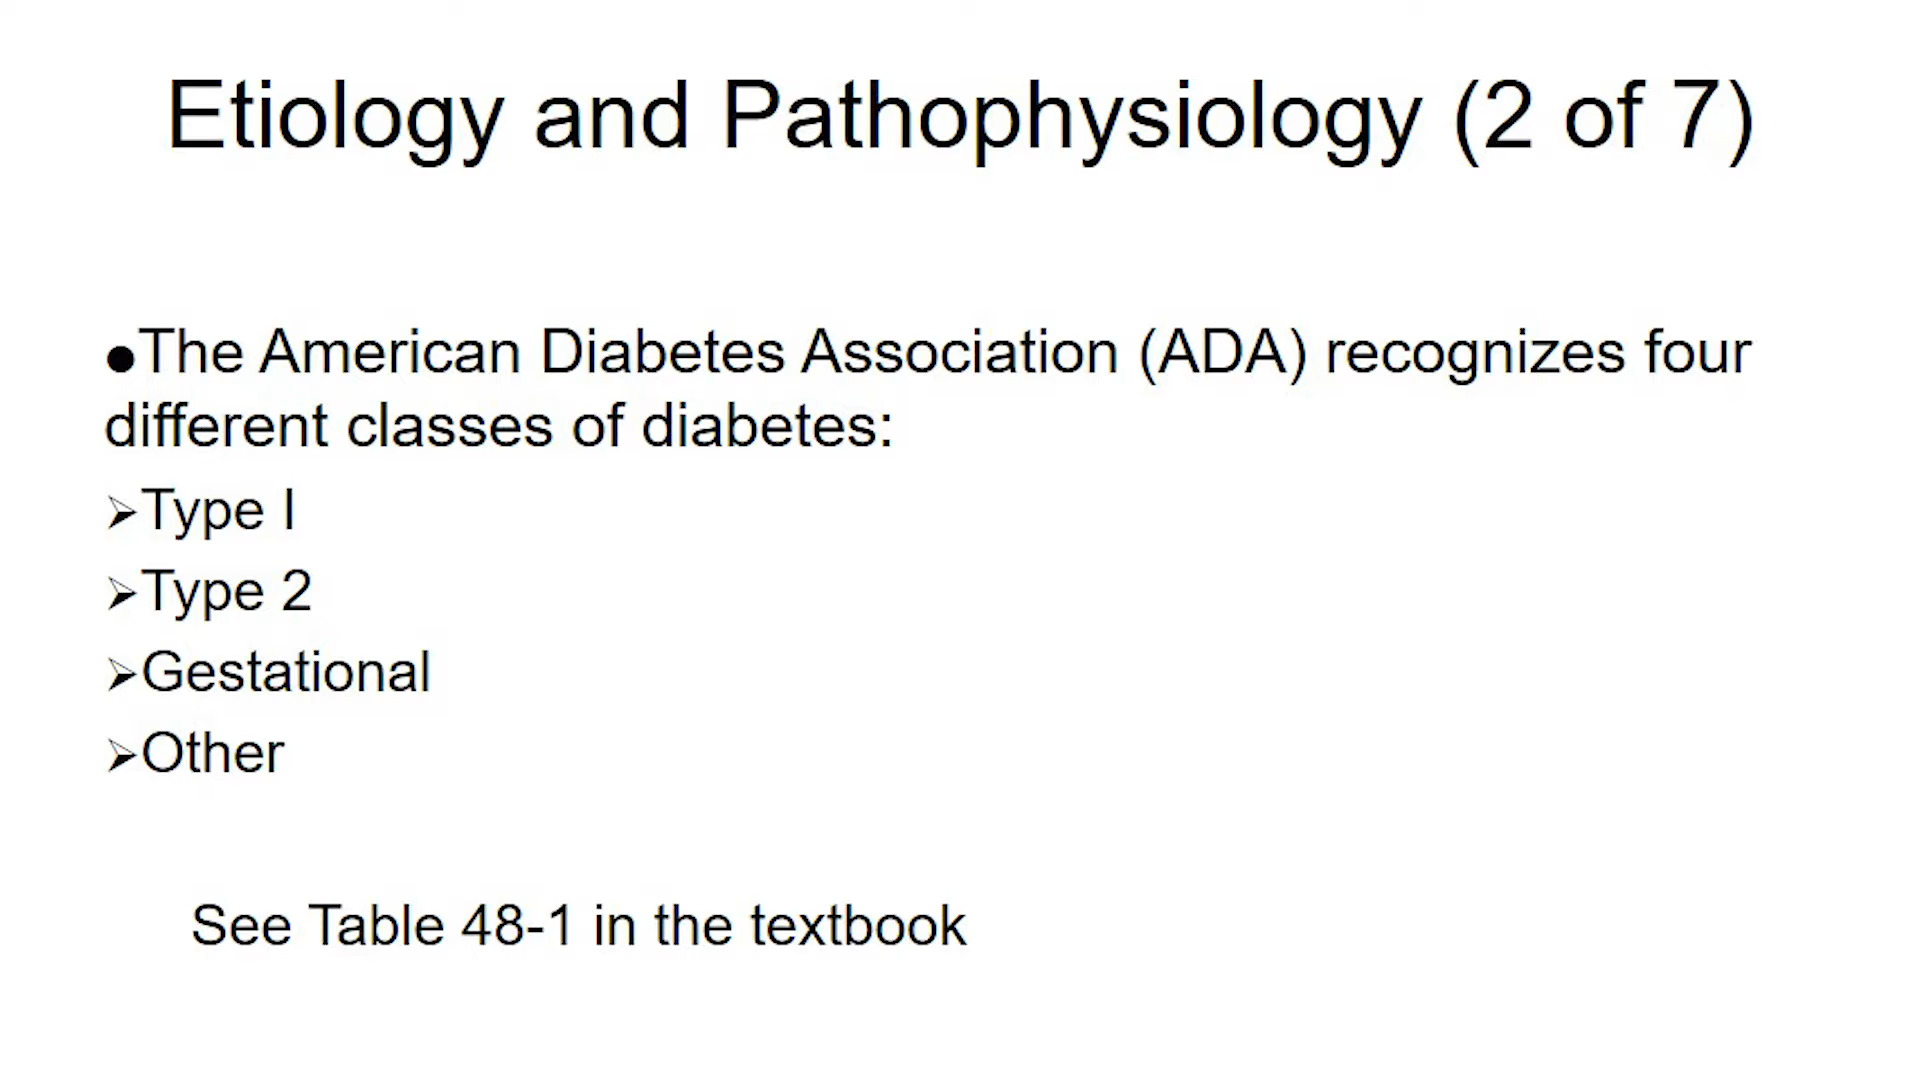 Etiology and Pathophysiology (2 of 7)
●The American Diabetes Association (ADA) recognizes four
different classes of diabetes:
➢Type I
➢Type 2
➢Gestational
➢Other
See Table 48-1 in the textbook